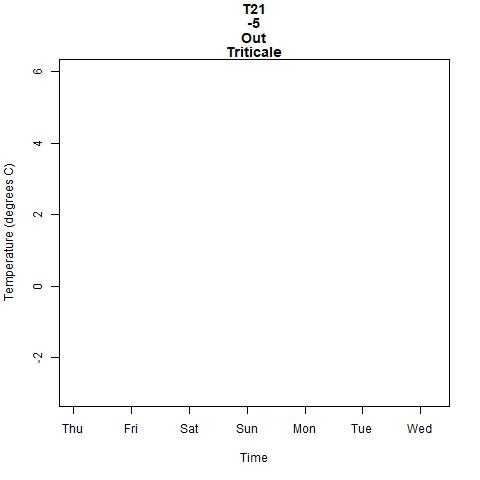 T21
-5
Out
Triticale
6
4
2
0
-2
Temperature (degrees C)
Thu Fri Sat Sun Mon Tue Wed
Time